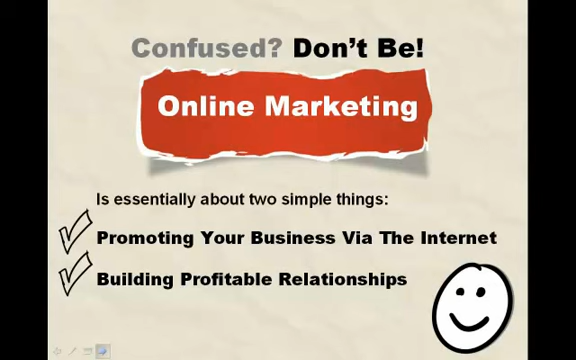 Confused? Don't Be!
Online Marketing
Is essentially about two simple things:
Promoting Your Business Via The Internet
Building Profitable Relationships